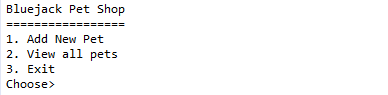 Bluejack Pet Shop
=================
1. Add New Pet
2. View all pets
3. Exit
Choose>